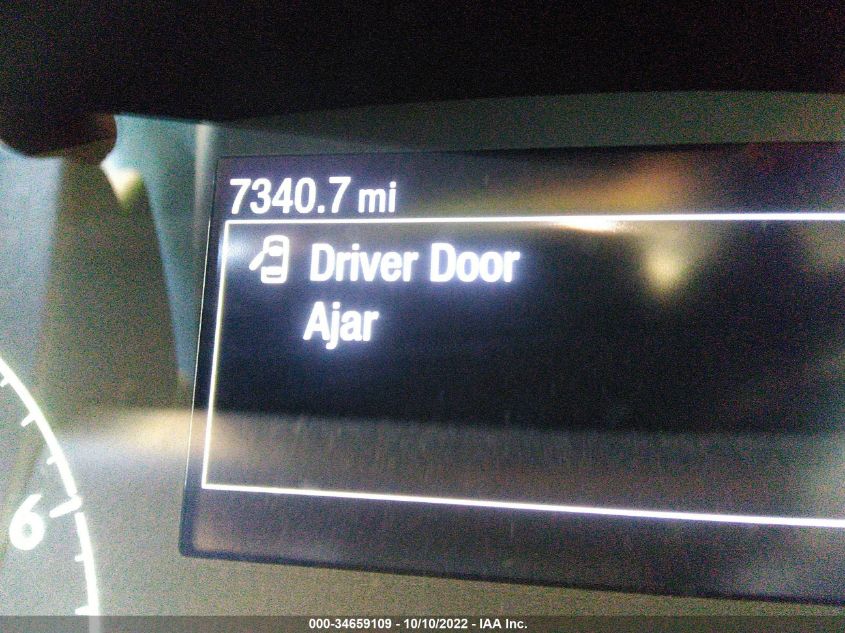 7340.7 mi
Driver Door
Ajar
6
000-34659109 - 10/10/2022 - IAA Inc.